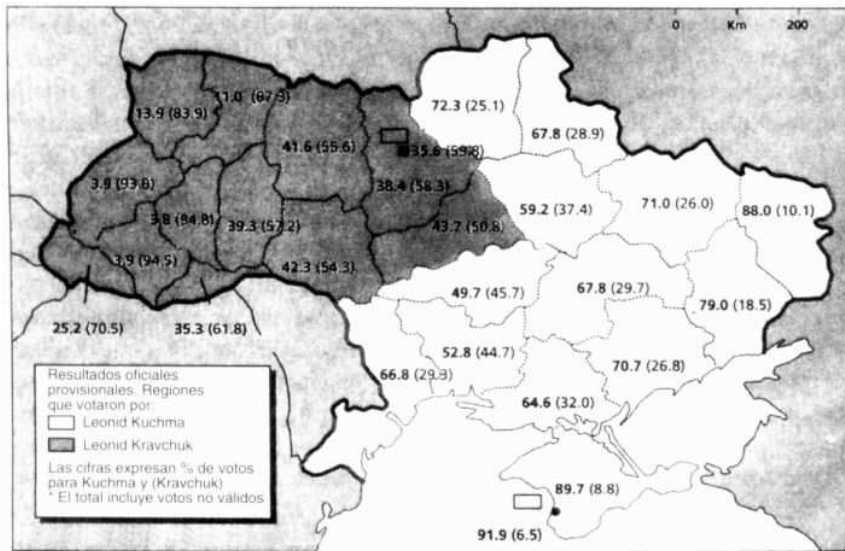 0 Km 200
72.3 (25.1)
13.9 (83.9)
67.8 (28.9)
41.6 (55.6)
35.6 (59.8)
3.9 (93.8)
38.4 (58.3)
59.2 (37.4)
71.0 (26.0)
88.0 (10.1)
(84.8)
39.3 (57.2)
43.7 (50.8)
3.9 (94.5)
42.3 (54.3)
49.7 (45.7)
67.8 (29.7)
79.0 (18.5)
25.2 (70.5)
35.3 (61.8)
52.8 (44.7)
70.7 (26.8)
66.8 (29.3)
64.6 (32.0)
89.7 (8.8)
91.9 (6.5)
Resultados oficiales
provisionales. Regiones
que votaron por:
Leonid Kuchma
Leonid Kravchuk
Las cifras expresan % de votos
para Kuchma y (Kravchuk)
* El total incluye votos no válidos